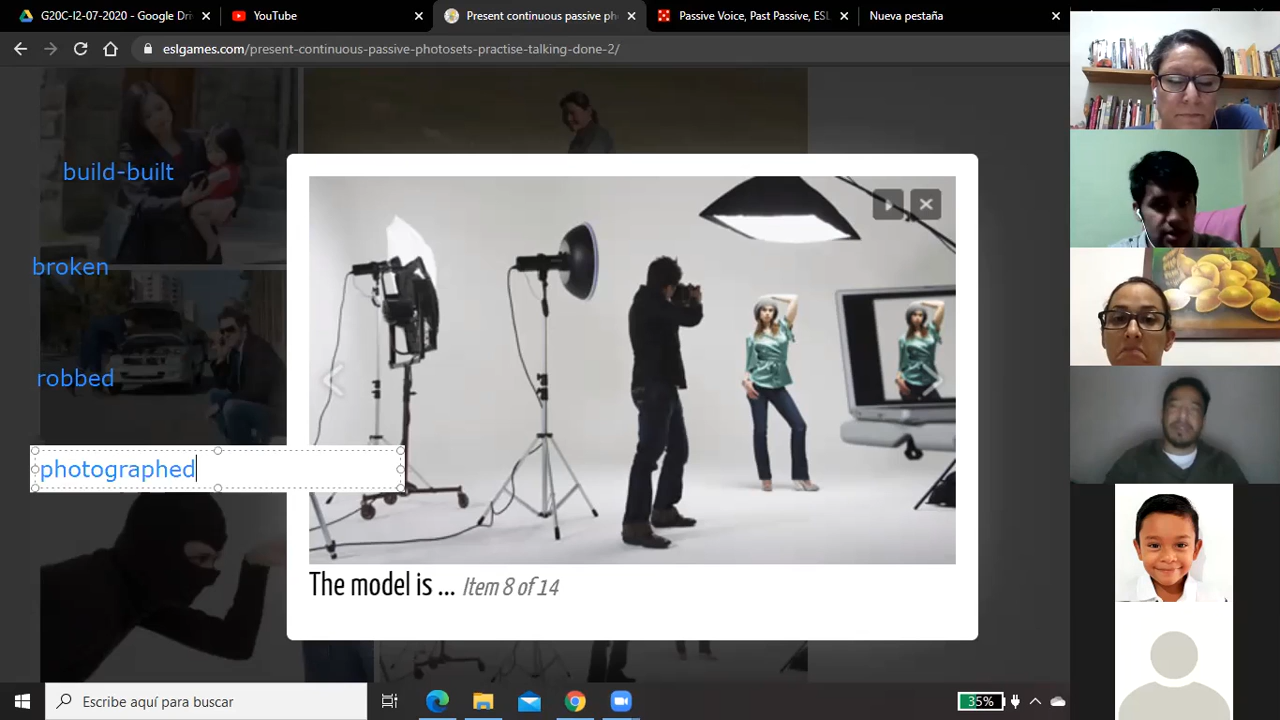 G20C-I2-07-2020 - Google Dri
YouTube
Present continuous passive ph
Passive Voice, Past Passive, ESL
Nueva pestaña
eslgames.com/present-continuous-passive-photosets-practise-talking-done-2/
build-built
broken
robbed
photographed
The model is ... Item 8 of 14
Escribe aquí para buscar
35%